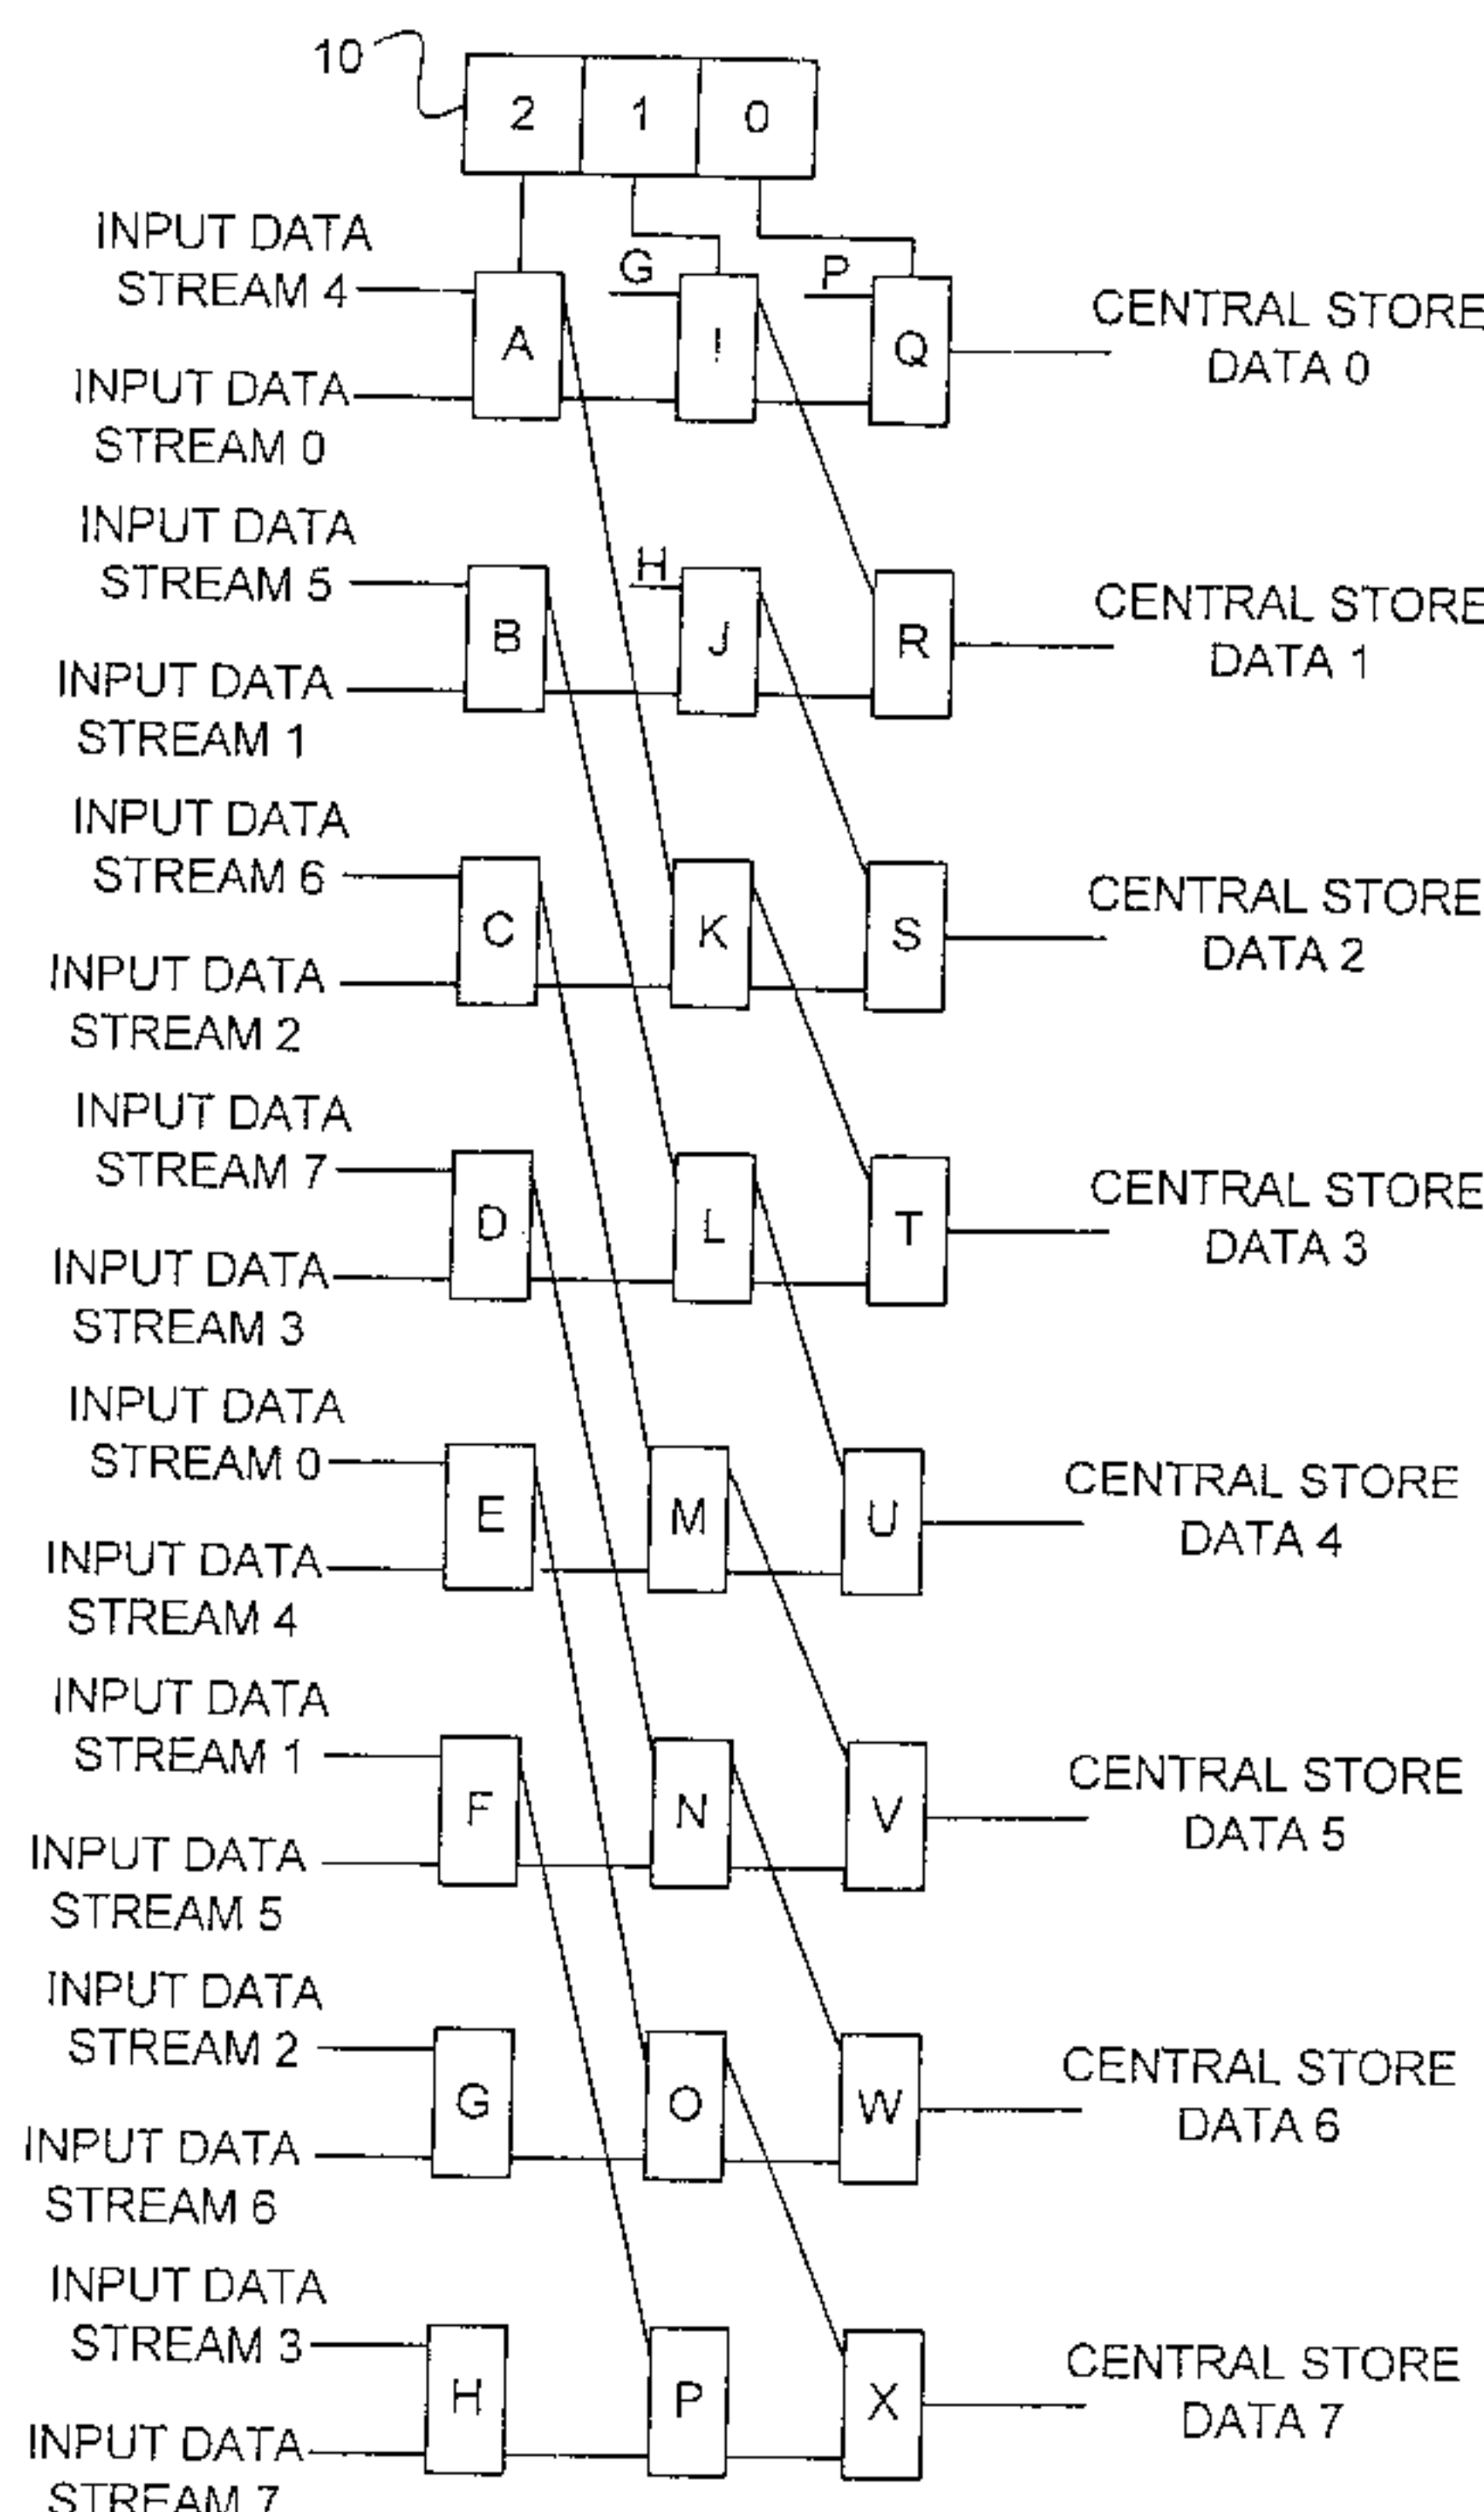 10
2 1 0
INPUT DATA
STREAM 4
G
P
A
I
Q
CENTRAL STORE
DATA 0
INPUT DATA
STREAM 0
INPUT DATA
STREAM 5
H
B
J
R
CENTRAL STORE
DATA 1
INPUT DATA
STREAM 1
INPUT DATA
STREAM 6
C
K
S
CENTRAL STORE
DATA 2
INPUT DATA
STREAM 2
INPUT DATA
STREAM 7
D
L
T
CENTRAL STORE
DATA 3
INPUT DATA
STREAM 3
INPUT DATA
STREAM 0
E
M
U
CENTRAL STORE
DATA 4
INPUT DATA
STREAM 4
INPUT DATA
STREAM 1
F
N
V
CENTRAL STORE
DATA 5
INPUT DATA
STREAM 5
INPUT DATA
STREAM 2
G
O
W
CENTRAL STORE
DATA 6
INPUT DATA
STREAM 6
INPUT DATA
STREAM 3
H
P
X
CENTRAL STORE
DATA 7
INPUT DATA
STREAM 7